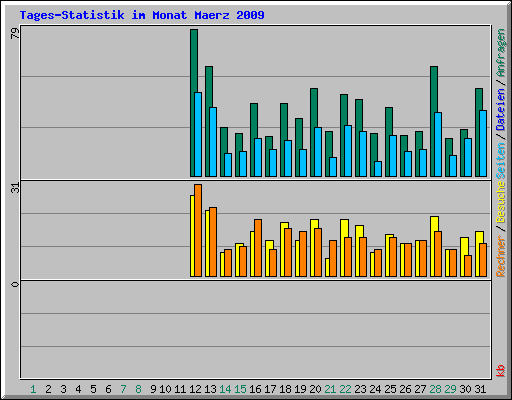 Tages-Statistik im Monat Maerz 2009
79
31
0
Seiten / Dateien / Anfragen
Rechner / Besuche
kb
1 2 3 4 5 6 7 8 9 10 11 12 13 14 15 16 17 18 19 20 21 22 23 24 25 26 27 28 29 30 31